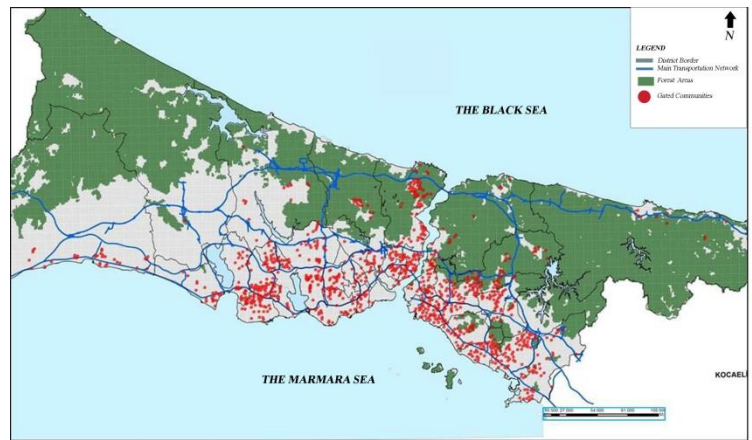 N
LEGEND
District Border
Main Transportation Network
Forest Areas
Gated Communities
THE BLACK SEA
THE MARMARA SEA
KOCAELİ